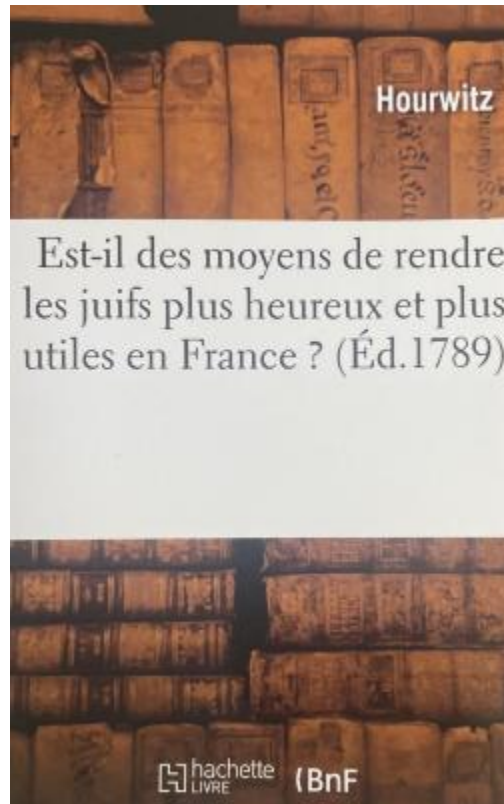 Hourwitz
Est-il des moyens de rendre
les juifs plus heureux et plus
utiles en France ? (Éd.1789)
hachette
LIVRE
(BnF